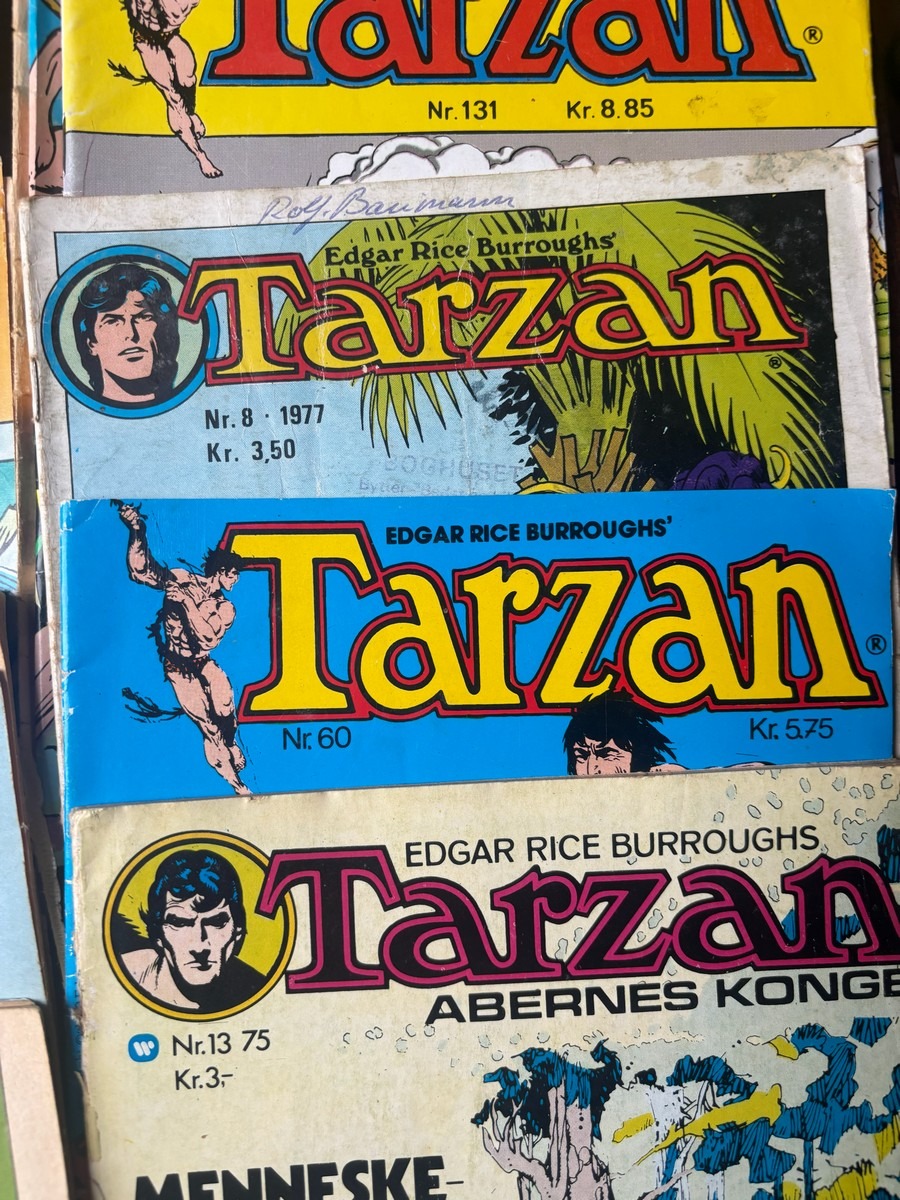 Tarzan®
Nr. 131 Kr. 8.85
Rolf. Baumann
Edgar Rice Burroughs'
Tarzan®
Nr. 8 · 1977
Kr. 3,50
BOGHUSET
EDGAR RICE BURROUGHS'
Tarzan®
Nr. 60 Kr. 5.75
EDGAR RICE BURROUGHS
Tarzan
ABERNES KONGE
Nr. 13 75
Kr. 3,-
MENNESKE-